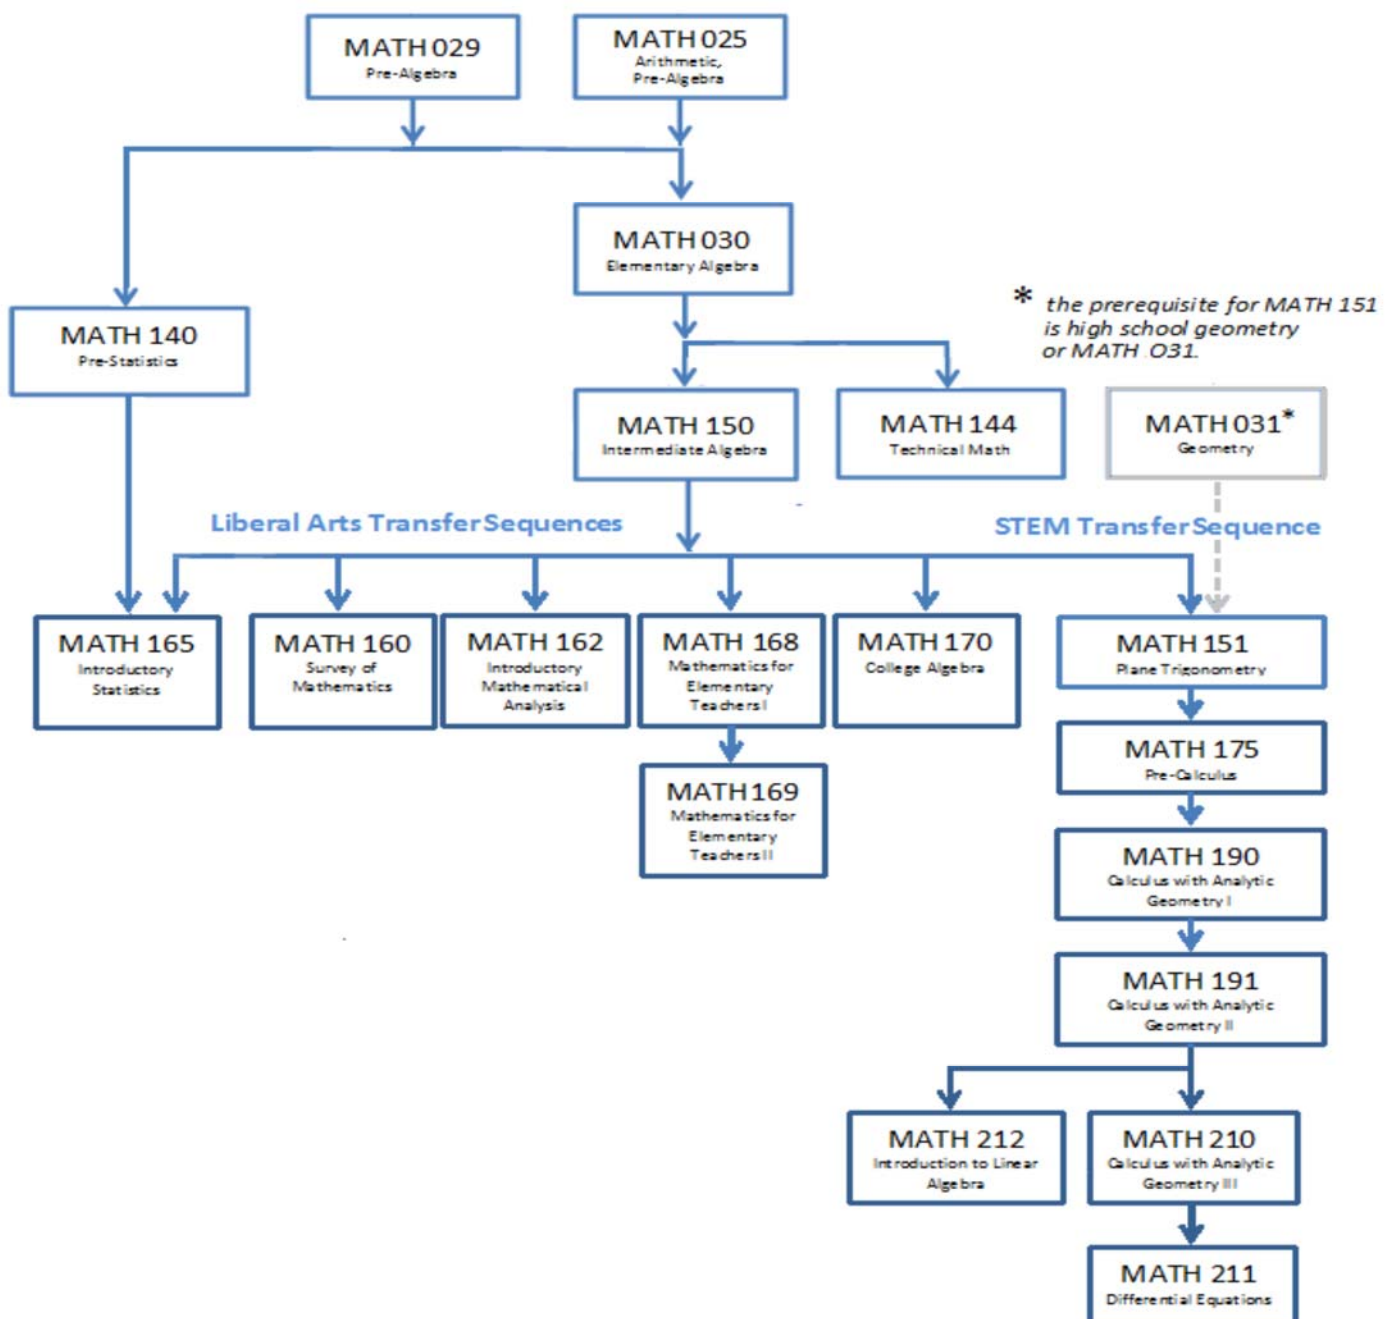 MATH 029
Pre-Algebra
MATH 025
Arithmetic,
Pre-Algebra
MATH 030
Elementary Algebra
* the prerequisite for MATH 151
is high school geometry
or MATH O31.
MATH 140
Pre-Statistics
MATH 150
Intermediate Algebra
MATH 144
Technical Math
MATH 031*
Geometry
Liberal Arts Transfer Sequences
STEM Transfer Sequence
MATH 165
Introductory
Statistics
MATH 160
Survey of
Mathematics
MATH 162
Introductory
Mathematical
Analysis
MATH 168
Mathematics for
Elementary
Teachers I
MATH 170
College Algebra
MATH 151
Plane Trigonometry
MATH 175
Pre-Calculus
MATH 169
Mathematics for
Elementary
Teachers II
MATH 190
Calculus with Analytic
Geometry I
MATH 191
Calculus with Analytic
Geometry II
MATH 212
Introduction to Linear
Algebra
MATH 210
Calculus with Analytic
Geometry III
MATH 211
Differential Equations